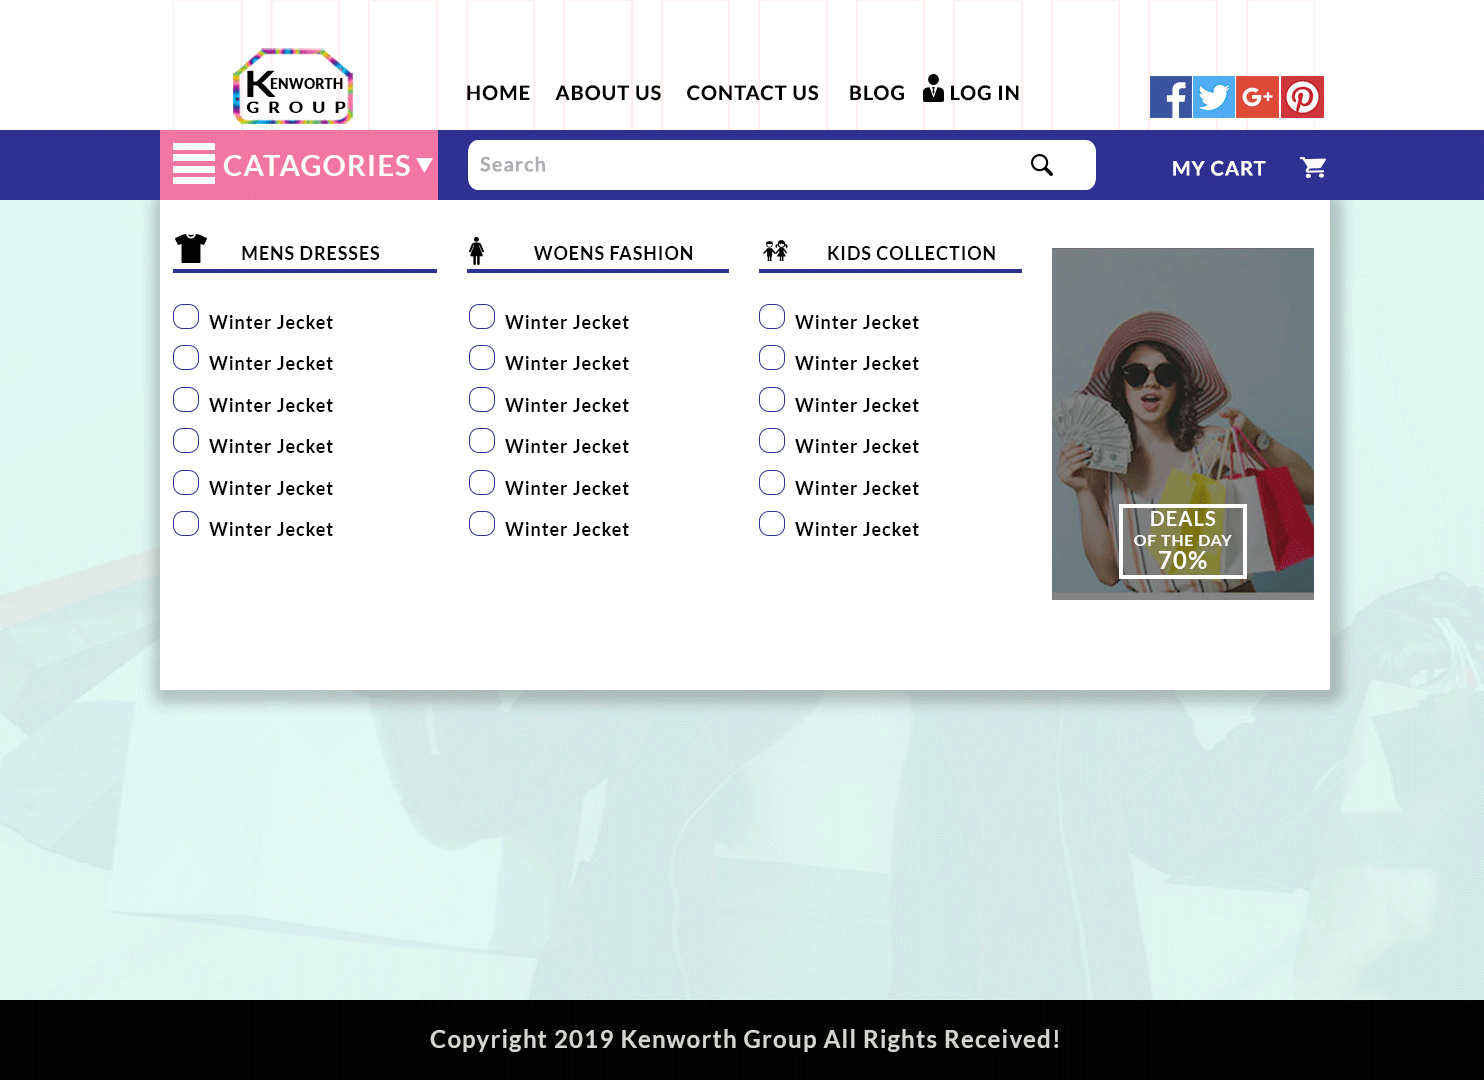 KENWORTH
GROUP
HOME ABOUT US CONTACT US BLOG LOG IN
CATAGORIES
Search
MY CART
MENS DRESSES
Winter Jecket
Winter Jecket
Winter Jecket
Winter Jecket
Winter Jecket
Winter Jecket
WOENS FASHION
Winter Jecket
Winter Jecket
Winter Jecket
Winter Jecket
Winter Jecket
Winter Jecket
KIDS COLLECTION
Winter Jecket
Winter Jecket
Winter Jecket
Winter Jecket
Winter Jecket
Winter Jecket
DEALS
OF THE DAY
70%
Copyright 2019 Kenworth Group All Rights Received!